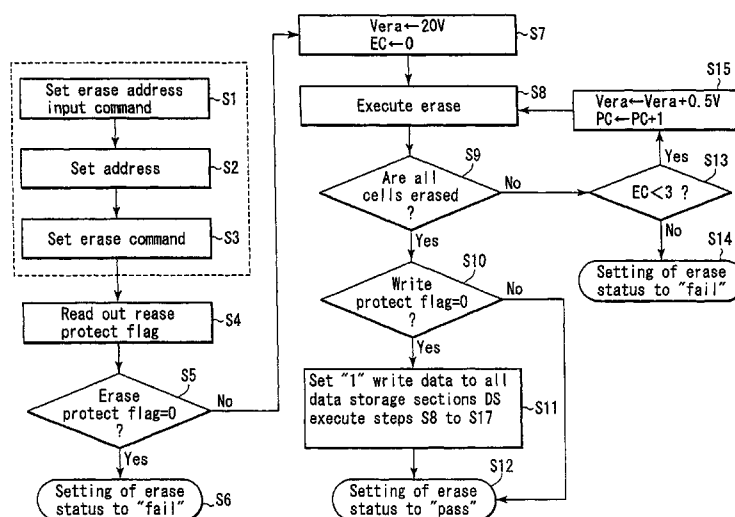 Set erase address
input command
S1
Set address
S2
Set erase command
S3
Read out rease
protect flag
S4
Erase
protect flag=0
?
S5
No
Yes
Setting of erase
status to "fail"
S6
Vera←20V
EC←0
S7
Execute erase
S8
Are all
cells erased
?
S9
No
Yes
Write
protect flag=0
?
S10
No
Yes
Set "1" write data to all
data storage sections DS
execute steps S8 to S17
S11
Setting of erase
status to "pass"
S12
EC<3 ?
S13
Yes
No
Setting of erase
status to "fail"
S14
Vera←Vera+0.5V
PC←PC+1
S15